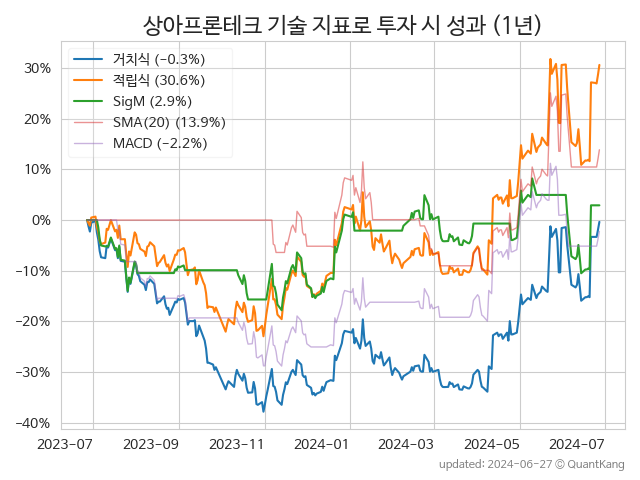 상아프론테크 기술 지표로 투자 시 성과 (1년)
거치식 (−0.3%)
적립식 (30.6%)
SigM (2.9%)
SMA(20) (13.9%)
MACD (−2.2%)
30%
20%
10%
0%
−10%
−20%
−30%
−40%
2023-07 2023-09 2023-11 2024-01 2024-03 2024-05 2024-07
updated: 2024-06-27 © QuantKang